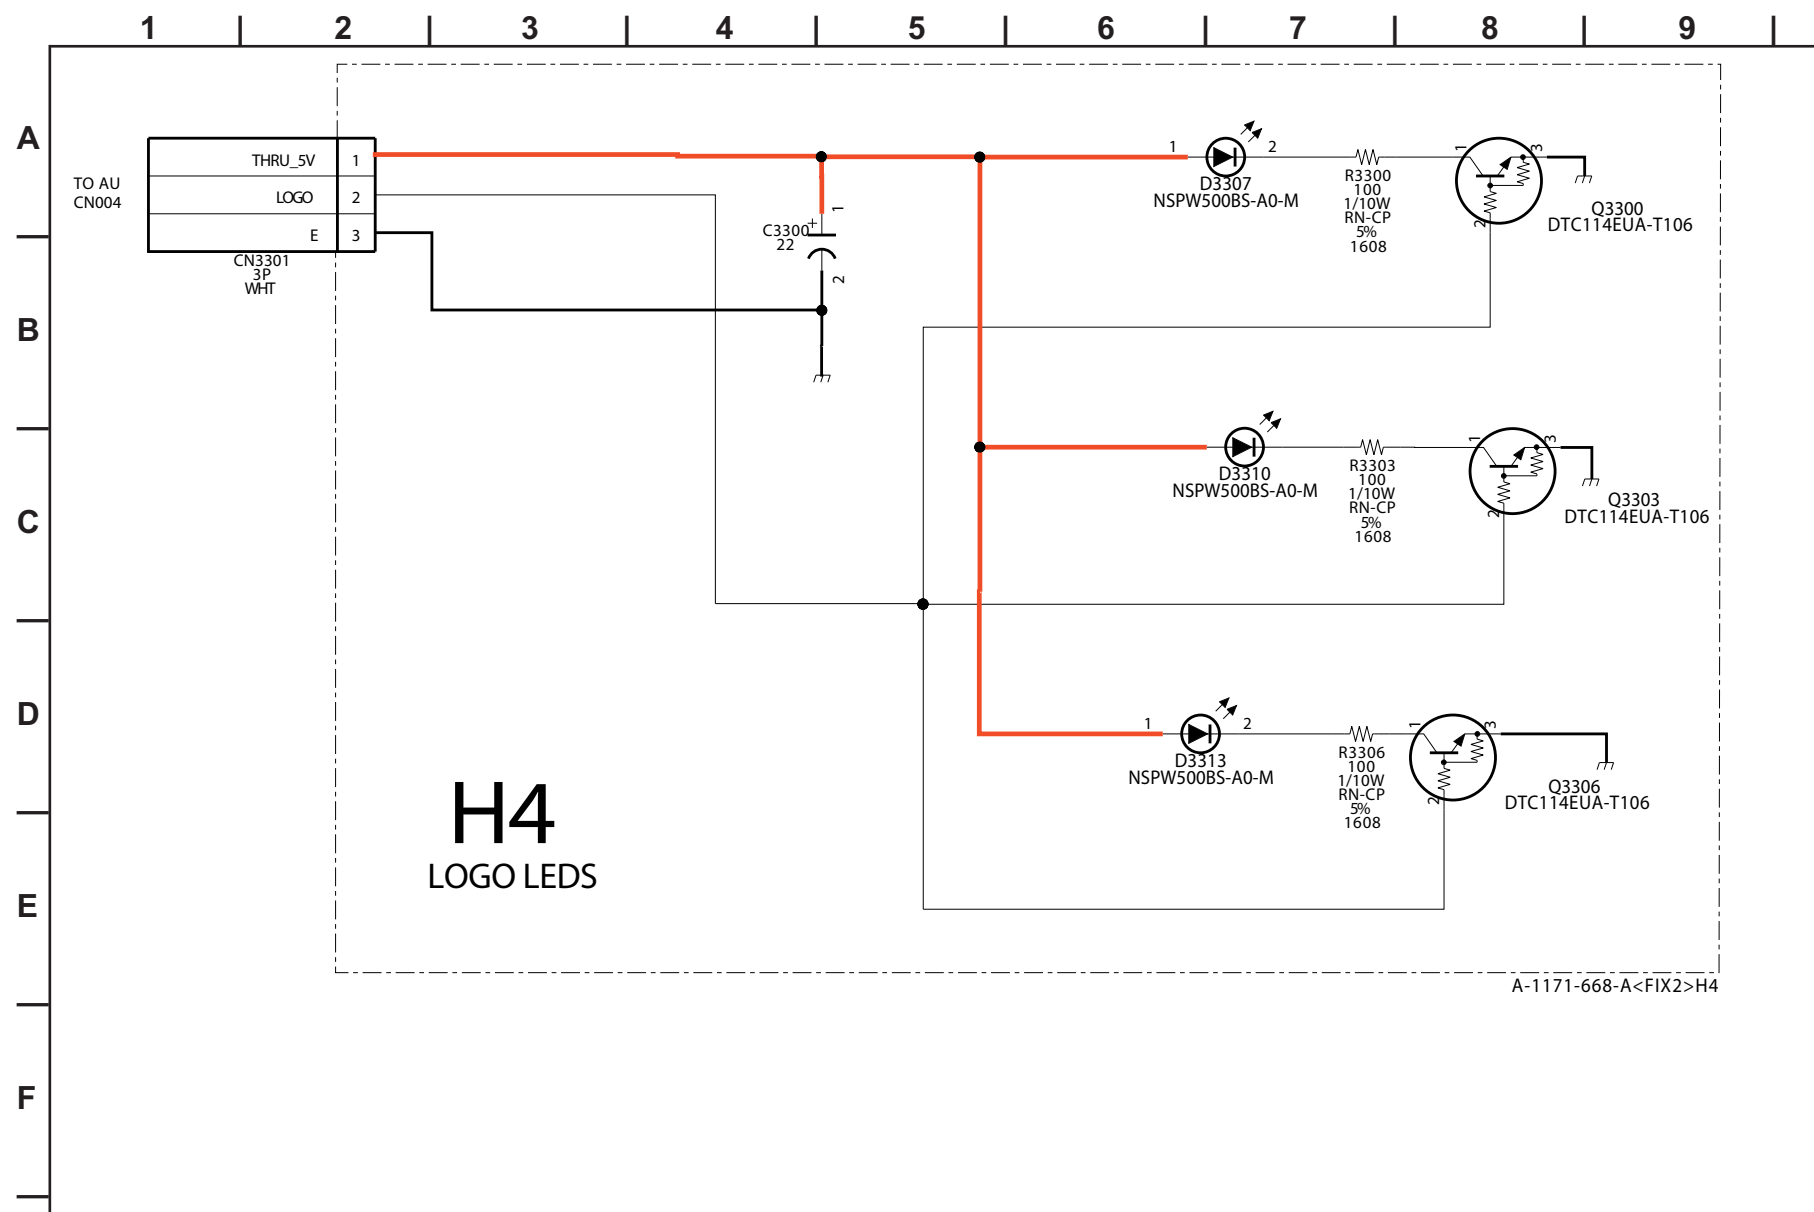 1 2 3 4 5 6 7 8 9
A
B
C
D
E
F
TO AU
CN004
THRU_5V 1
LOGO 2
E 3
CN3301
3P
WHT
1
C3300 +
22
2
1 2
D3307
NSPW500BS-A0-M
R3300
100
1/10W
RN-CP
5%
1608
1 3
2
Q3300
DTC114EUA-T106
D3310
NSPW500BS-A0-M
R3303
100
1/10W
RN-CP
5%
1608
1 3
2
Q3303
DTC114EUA-T106
1 2
D3313
NSPW500BS-A0-M
R3306
100
1/10W
RN-CP
5%
1608
1 3
2
Q3306
DTC114EUA-T106
H4
LOGO LEDS
A-1171-668-A<FIX2>H4